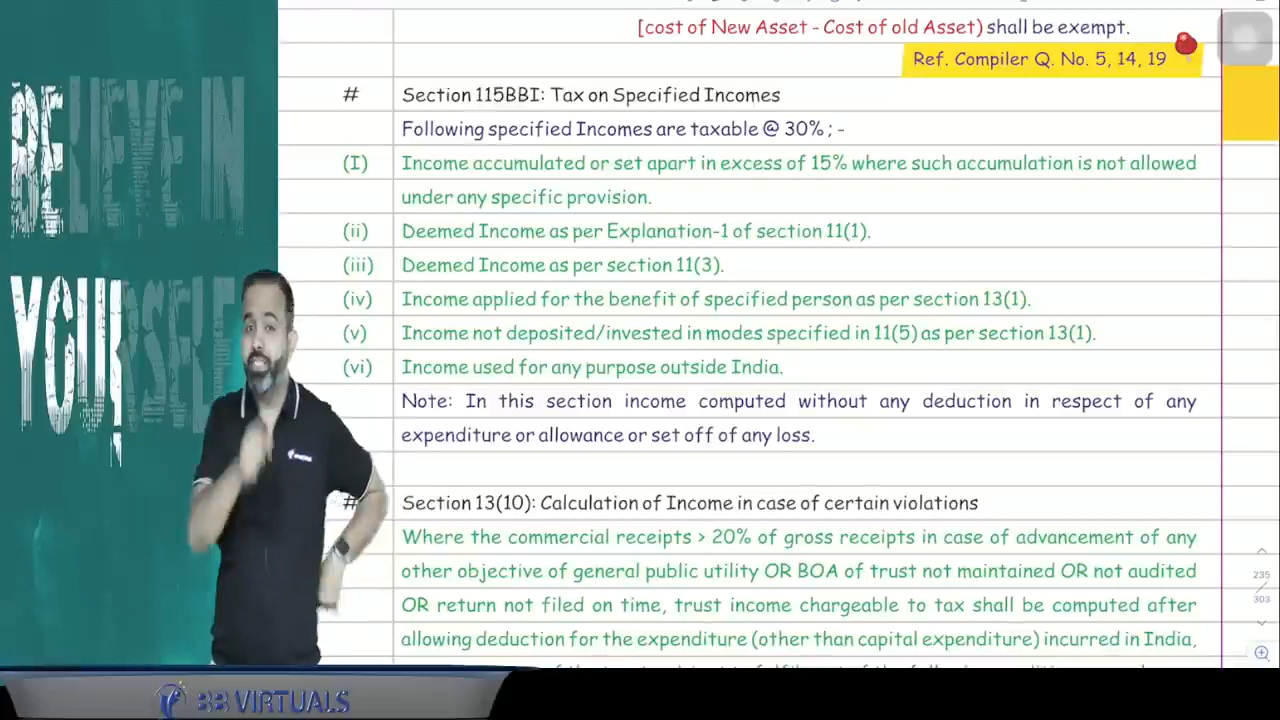 [cost of New Asset - Cost of old Asset) shall be exempt.
Ref. Compiler Q. No. 5, 14, 19
# Section 115BBI: Tax on Specified Incomes
Following specified Incomes are taxable @ 30% ; -
(I) Income accumulated or set apart in excess of 15% where such accumulation is not allowed
under any specific provision.
(ii) Deemed Income as per Explanation-1 of section 11(1).
(iii) Deemed Income as per section 11(3).
(iv) Income applied for the benefit of specified person as per section 13(1).
(v) Income not deposited/invested in modes specified in 11(5) as per section 13(1).
(vi) Income used for any purpose outside India.
Note: In this section income computed without any deduction in respect of any
expenditure or allowance or set off of any loss.
# Section 13(10): Calculation of Income in case of certain violations
Where the commercial receipts > 20% of gross receipts in case of advancement of any
other objective of general public utility OR BOA of trust not maintained OR not audited
OR return not filed on time, trust income chargeable to tax shall be computed after
allowing deduction for the expenditure (other than capital expenditure) incurred in India,
235
303
BELIEVE IN
YOURSELF
BB VIRTUALS